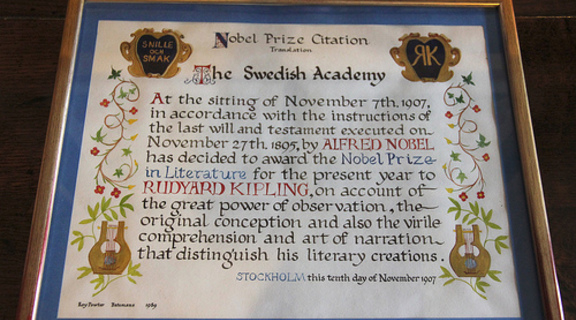 Nobel Prize Citation
Translation
SNILLE
OCH
SMAK
RK
The Swedish Academy
At the sitting of November 7th, 1907,
in accordance with the instructions of
the last will and testament executed on
November 27th, 1895, by ALFRED NOBEL
has decided to award the Nobel Prize
in Literature for the present year to
RUDYARD KIPLING, on account of
the great power of observation, the
original conception and also the virile
comprehension and art of narration
that distinguish his literary creations.
STOCKHOLM this tenth day of November 1907
1989